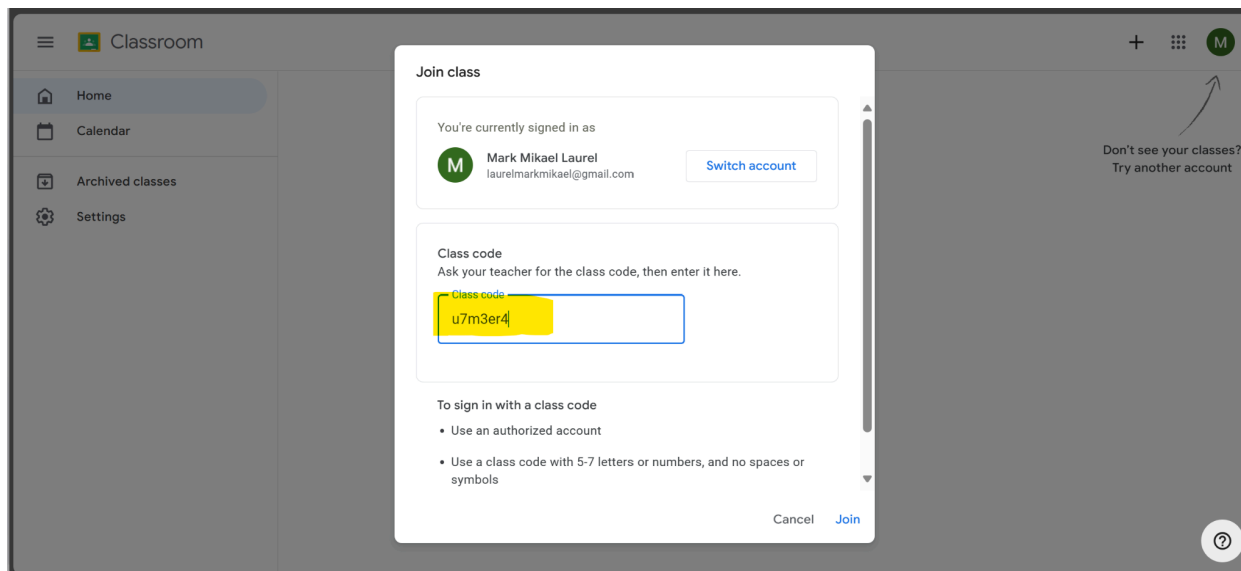 Classroom
M
Home
Calendar
Archived classes
Settings
Don't see your classes?
Try another account
Join class
You're currently signed in as
M
Mark Mikael Laurel
laurelmarkmikael@gmail.com
Switch account
Class code
Ask your teacher for the class code, then enter it here.
Class code
u7m3er4
To sign in with a class code
• Use an authorized account
• Use a class code with 5-7 letters or numbers, and no spaces or
symbols
Cancel
Join